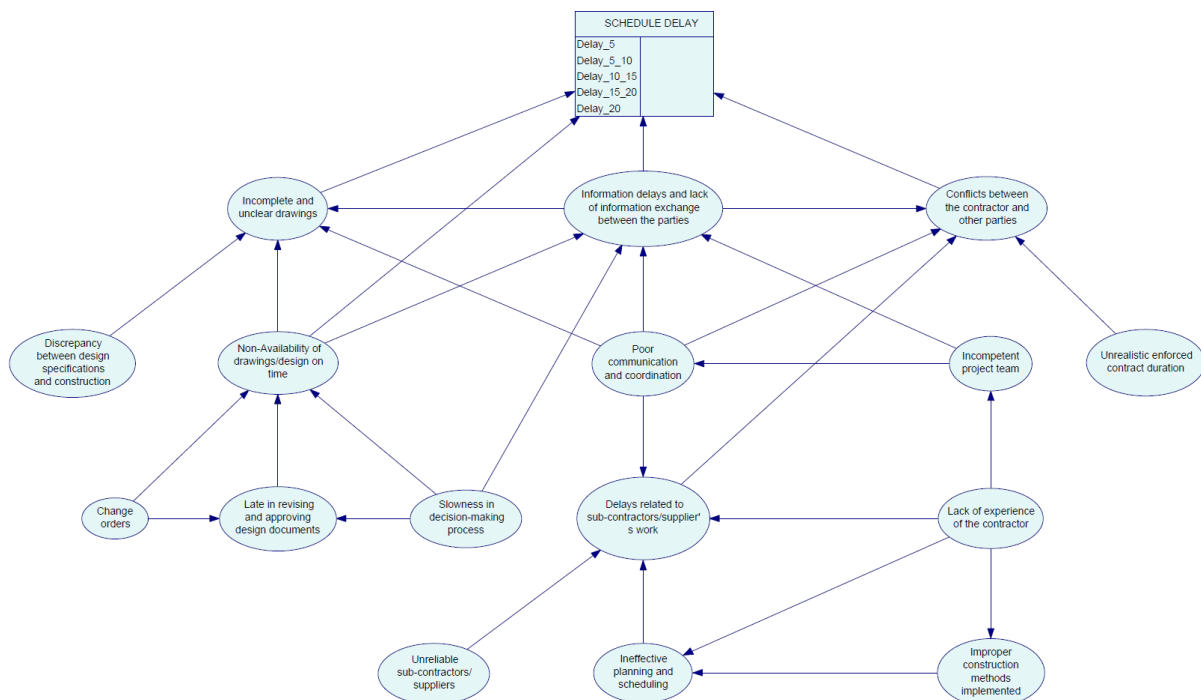 SCHEDULE DELAY
Delay_5
Delay_5_10
Delay_10_15
Delay_15_20
Delay_20
Incomplete and
unclear drawings
Information delays and lack
of information exchange
between the parties
Conflicts between
the contractor and
other parties
Discrepancy
between design
specifications
and construction
Non-Availability of
drawings/design on
time
Poor
communication
and coordination
Incompetent
project team
Unrealistic enforced
contract duration
Change
orders
Late in revising
and approving
design documents
Slowness in
decision-making
process
Delays related to
sub-contractors/supplier'
s work
Lack of experience
of the contractor
Unreliable
sub-contractors/
suppliers
Ineffective
planning and
scheduling
Improper
construction
methods
implemented